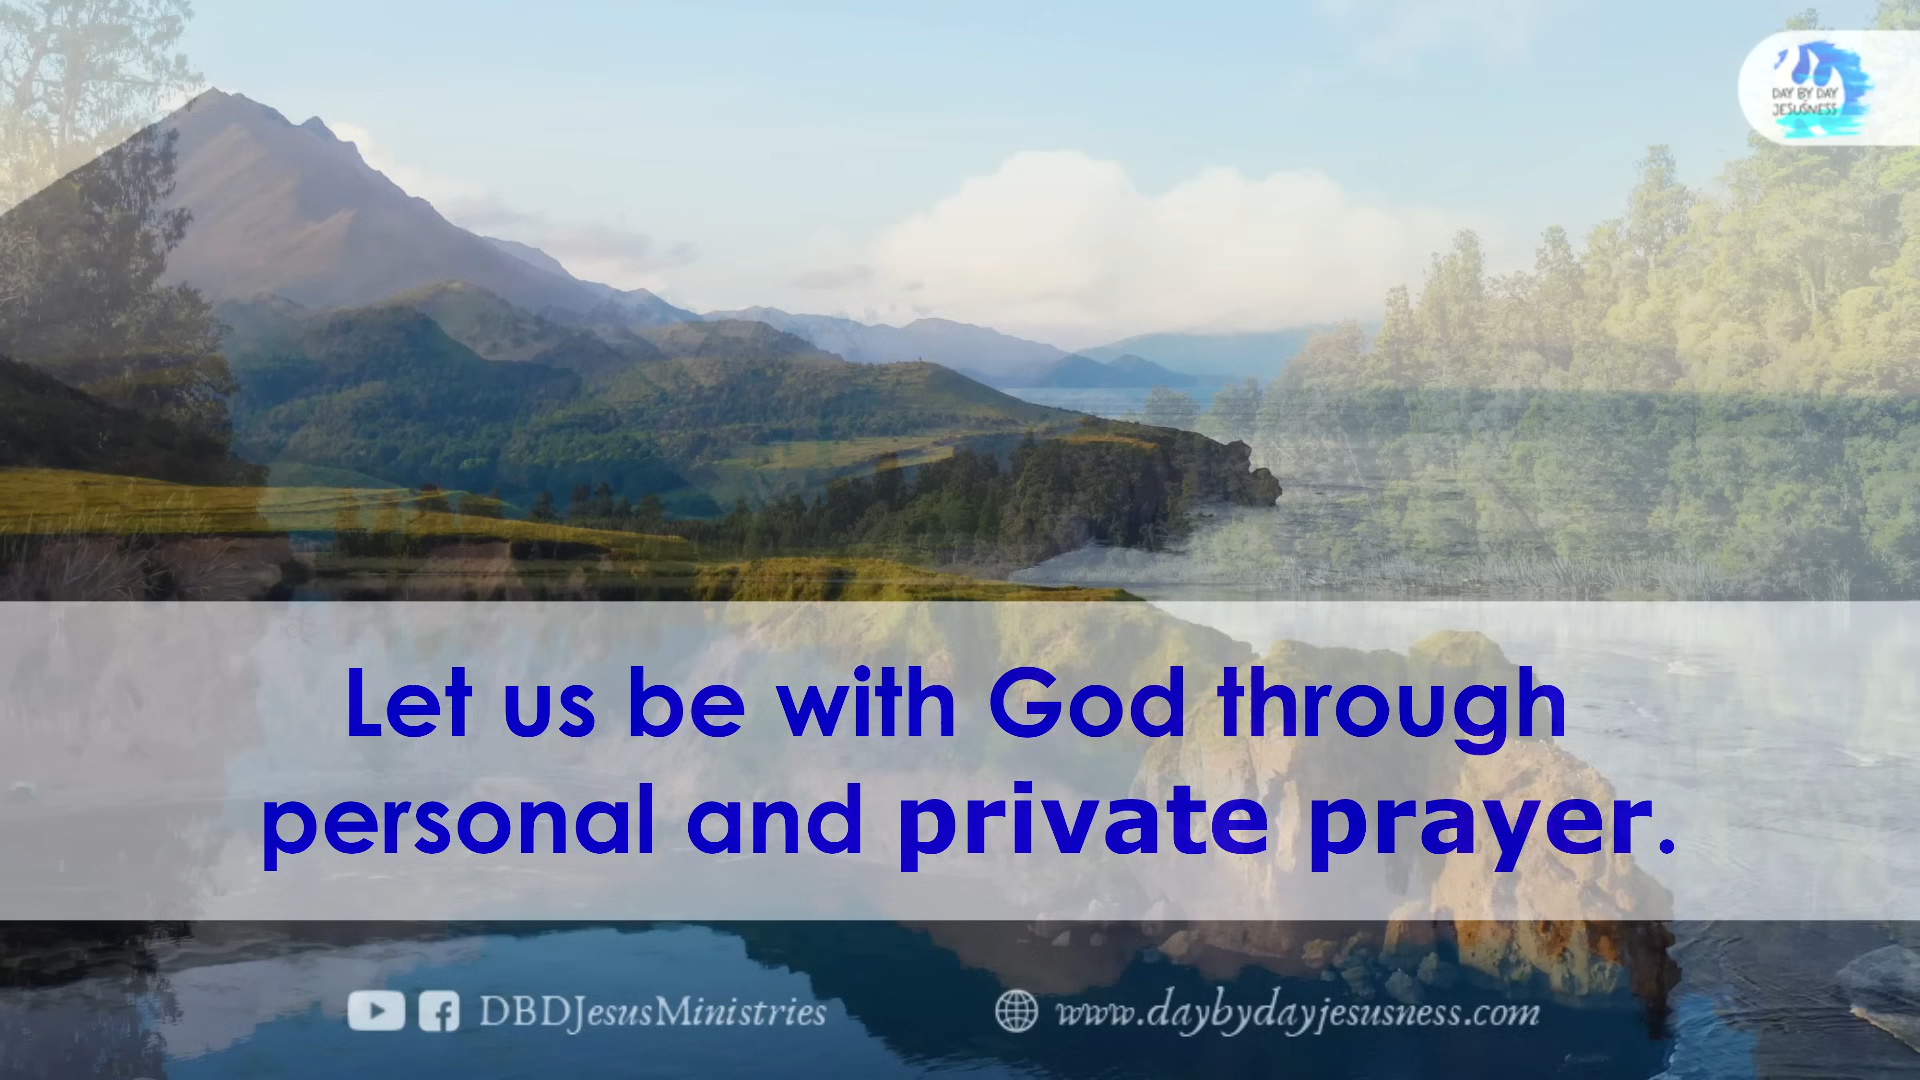 DAY BY DAY
JESUSNESS
Let us be with God through
personal and private prayer.
DBDJesusMinistries
www.daybydayjesusness.com